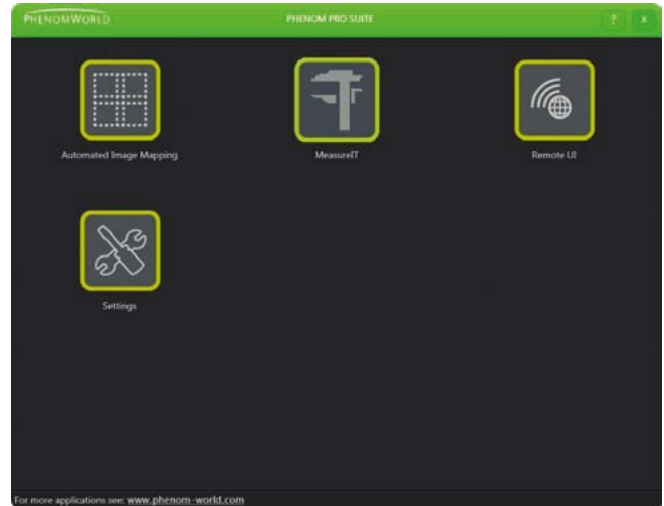 PHENOMWORLD
PHENOM PRO SUITE
? x
Automated Image Mapping
MeasureIT
Remote UI
Settings
For more applications see: www.phenom-world.com